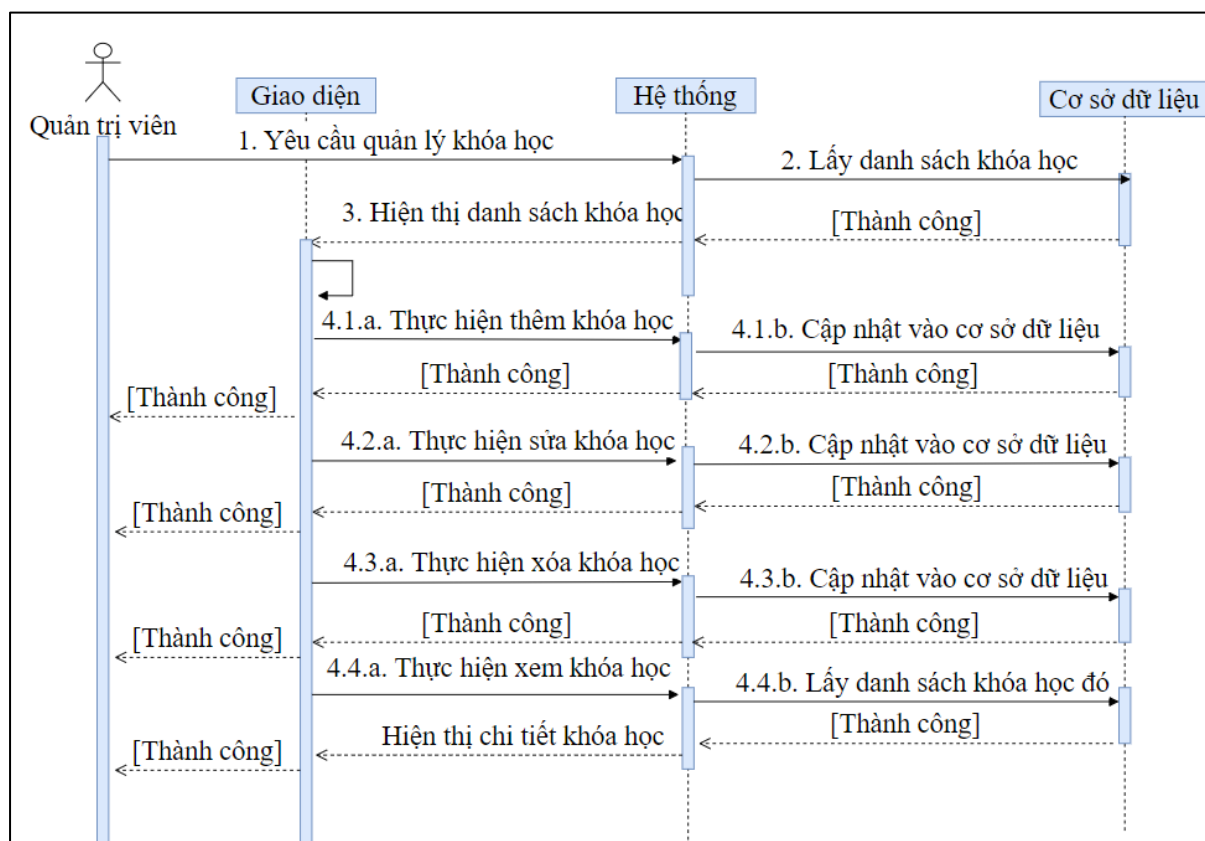 Quản trị viên
Giao diện
Hệ thống
Cơ sở dữ liệu
1. Yêu cầu quản lý khóa học
2. Lấy danh sách khóa học
3. Hiện thị danh sách khóa học
[Thành công]
4.1.a. Thực hiện thêm khóa học
4.1.b. Cập nhật vào cơ sở dữ liệu
[Thành công]
[Thành công]
[Thành công]
4.2.a. Thực hiện sửa khóa học
4.2.b. Cập nhật vào cơ sở dữ liệu
[Thành công]
[Thành công]
[Thành công]
4.3.a. Thực hiện xóa khóa học
4.3.b. Cập nhật vào cơ sở dữ liệu
[Thành công]
[Thành công]
[Thành công]
4.4.a. Thực hiện xem khóa học
4.4.b. Lấy danh sách khóa học đó
[Thành công]
Hiện thị chi tiết khóa học
[Thành công]